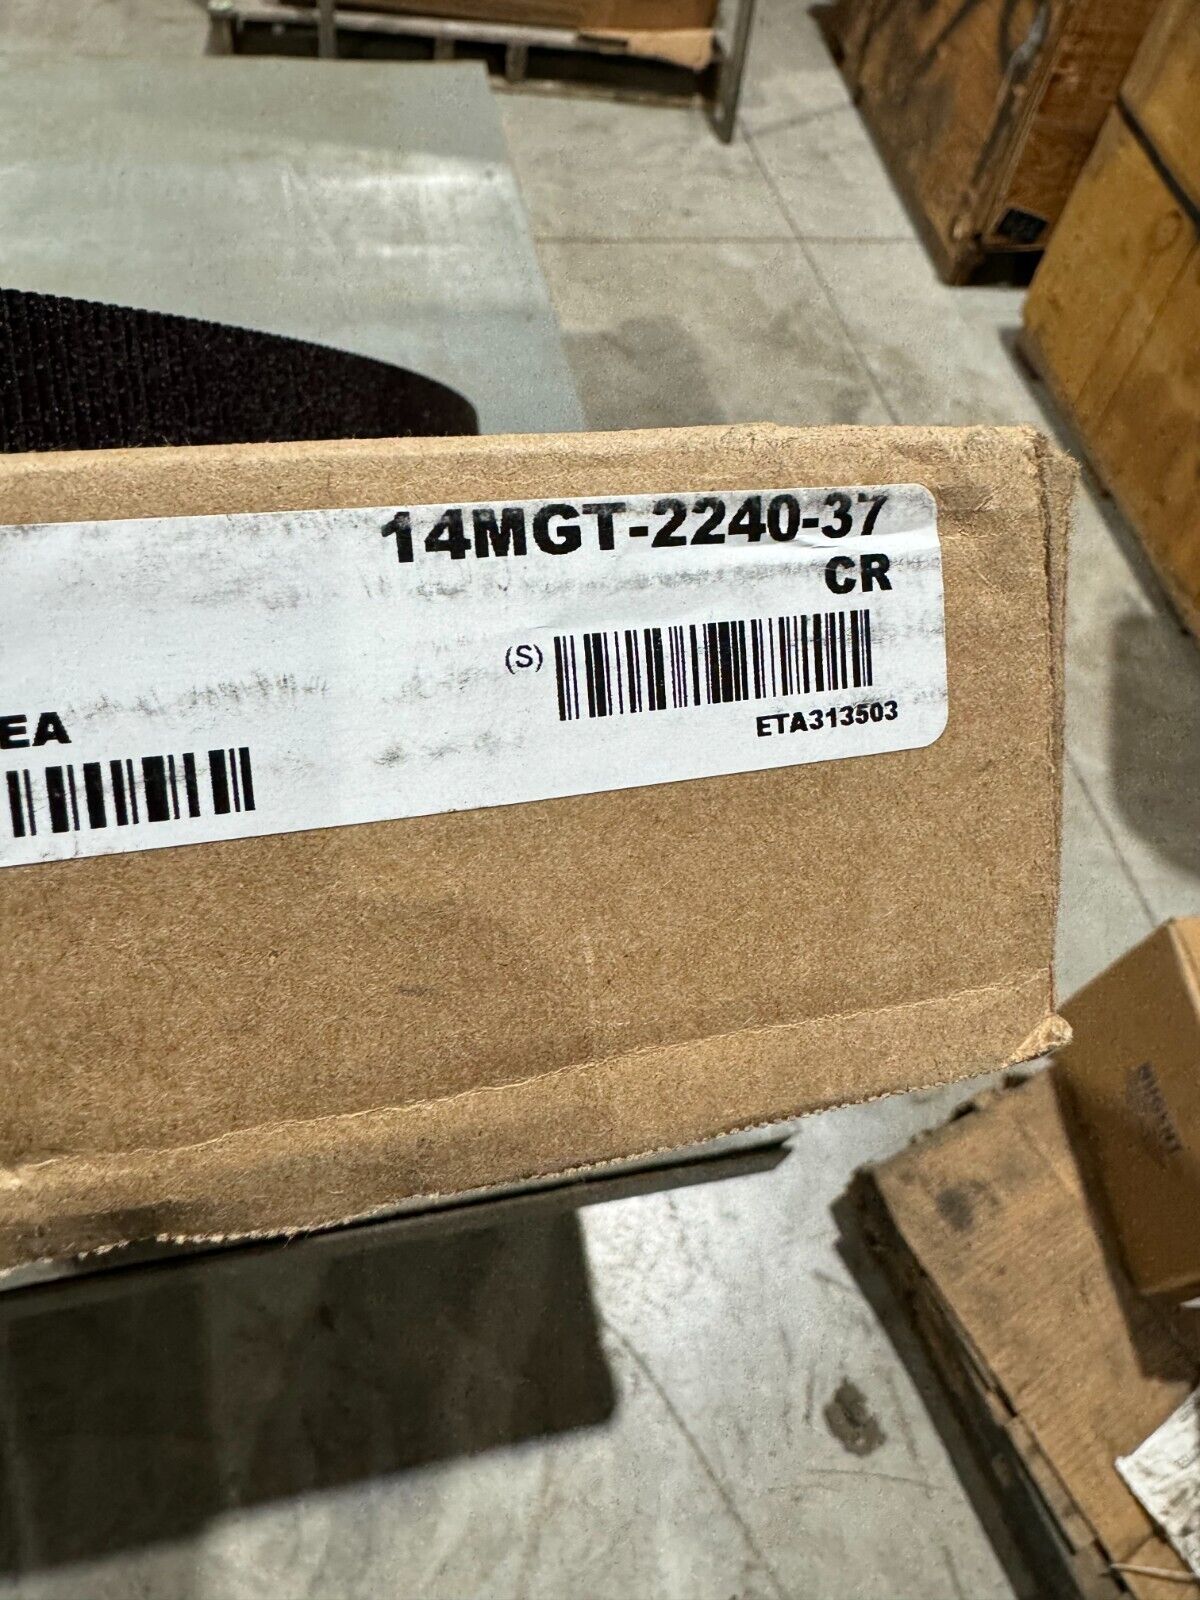 14MGT-2240-37
CR
(S)
ETA313503
EA